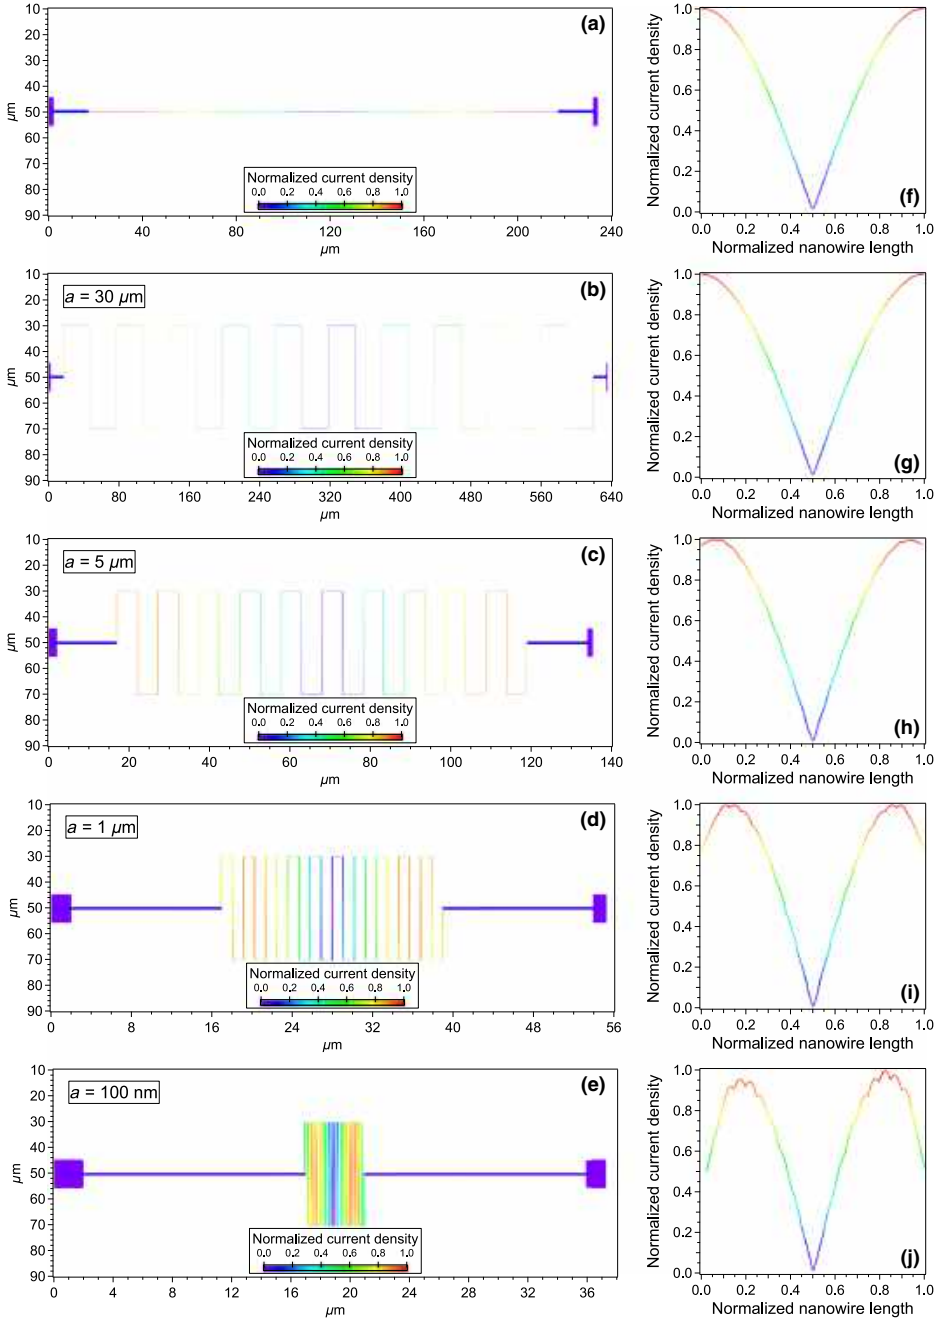 10
20
30
40
50
60
70
80
90
µm
(a)
Normalized current density
0.0 0.2 0.4 0.6 0.8 1.0
40 80 120 160 200 240
µm
1.0
0.8
0.6
0.4
0.2
0.0
Normalized current density
(f)
0.0 0.2 0.4 0.6 0.8 1.0
Normalized nanowire length
10
20
30
40
50
60
70
80
90
µm
a = 30 µm
(b)
Normalized current density
0.0 0.2 0.4 0.6 0.8 1.0
0 80 160 240 320 400 480 560 640
µm
1.0
0.8
0.6
0.4
0.2
0.0
Normalized current density
(g)
0.0 0.2 0.4 0.6 0.8 1.0
Normalized nanowire length
10
20
30
40
50
60
70
80
90
µm
a = 5 µm
(c)
Normalized current density
0.0 0.2 0.4 0.6 0.8 1.0
0 20 40 60 80 100 120 140
µm
1.0
0.8
0.6
0.4
0.2
0.0
Normalized current density
(h)
0.0 0.2 0.4 0.6 0.8 1.0
Normalized nanowire length
10
20
30
40
50
60
70
80
90
µm
a = 1 µm
(d)
Normalized current density
0.0 0.2 0.4 0.6 0.8 1.0
0 8 16 24 32 40 48 56
µm
1.0
0.8
0.6
0.4
0.2
0.0
Normalized current density
(i)
0.0 0.2 0.4 0.6 0.8 1.0
Normalized nanowire length
10
20
30
40
50
60
70
80
90
µm
a = 100 nm
(e)
Normalized current density
0.0 0.2 0.4 0.6 0.8 1.0
0 4 8 12 16 20 24 28 32 36
µm
1.0
0.8
0.6
0.4
0.2
0.0
Normalized current density
(j)
0.0 0.2 0.4 0.6 0.8 1.0
Normalized nanowire length